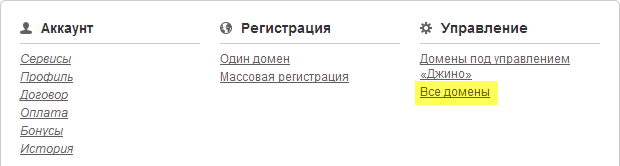 Аккаунт
Сервисы
Профиль
Договор
Оплата
Бонусы
История
Регистрация
Один домен
Массовая регистрация
Управление
Домены под управлением
«Джино»
Все домены